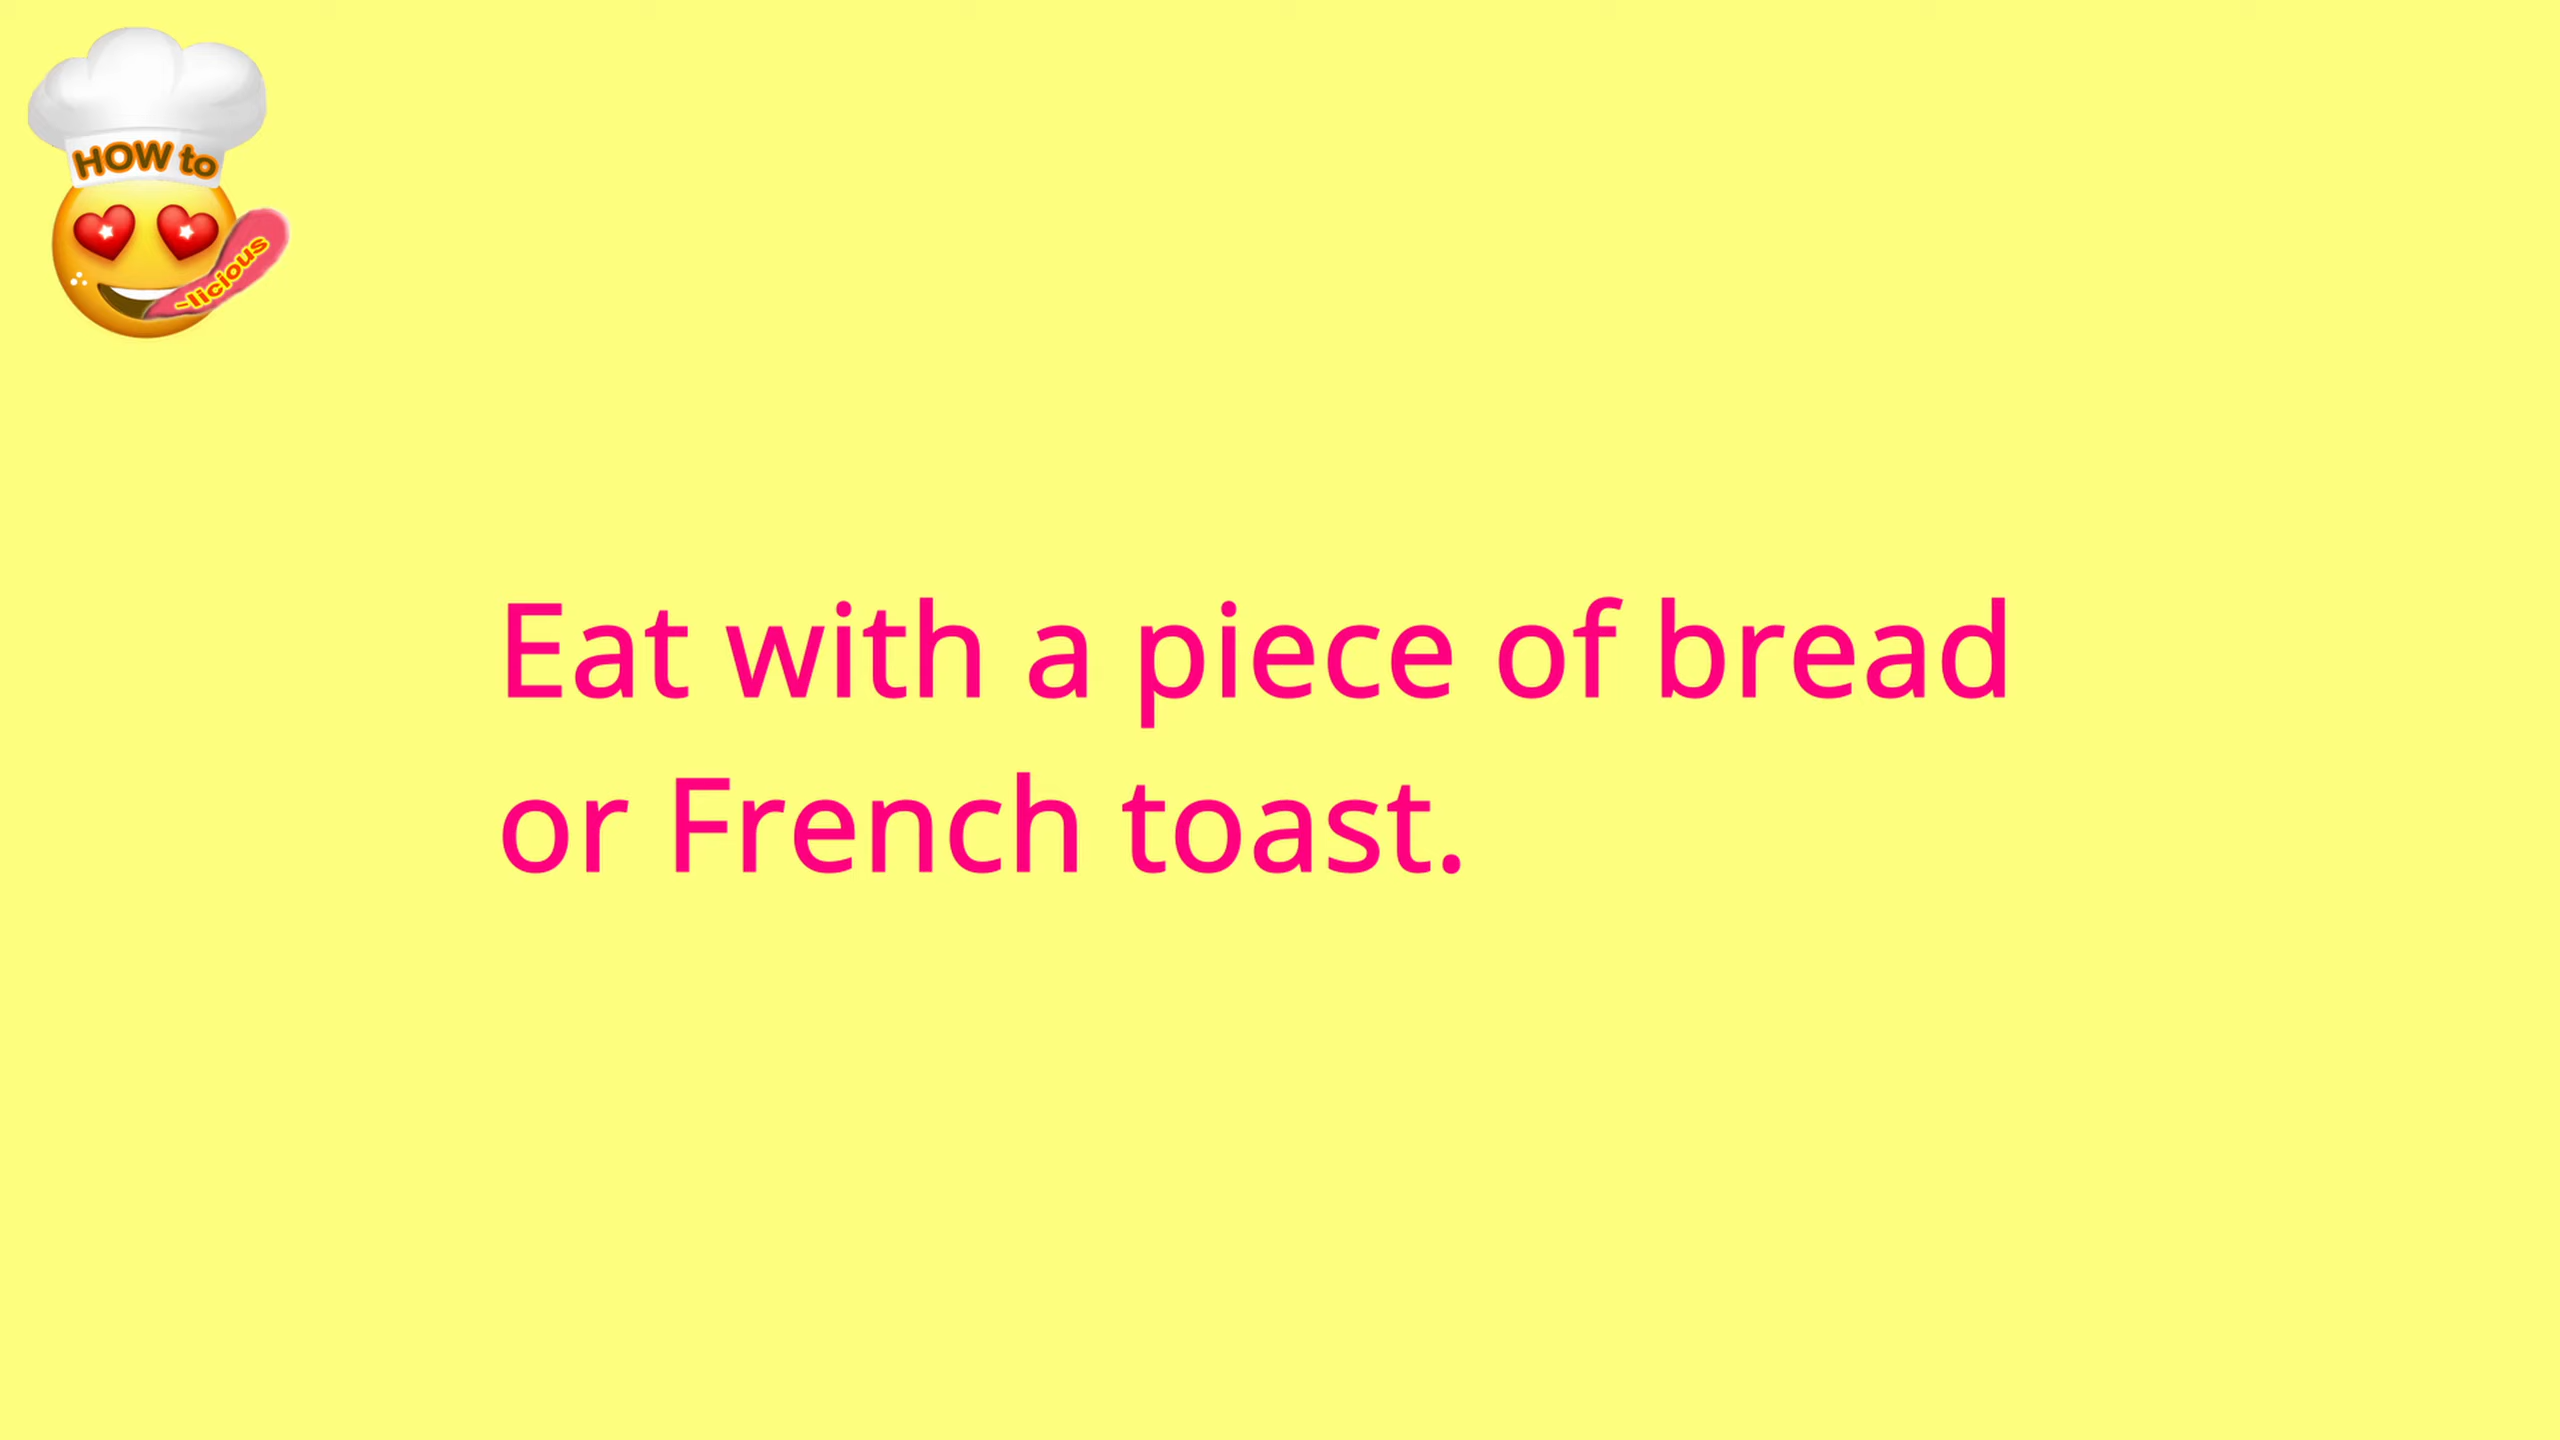 HOW to
~licious
Eat with a piece of bread
or French toast.